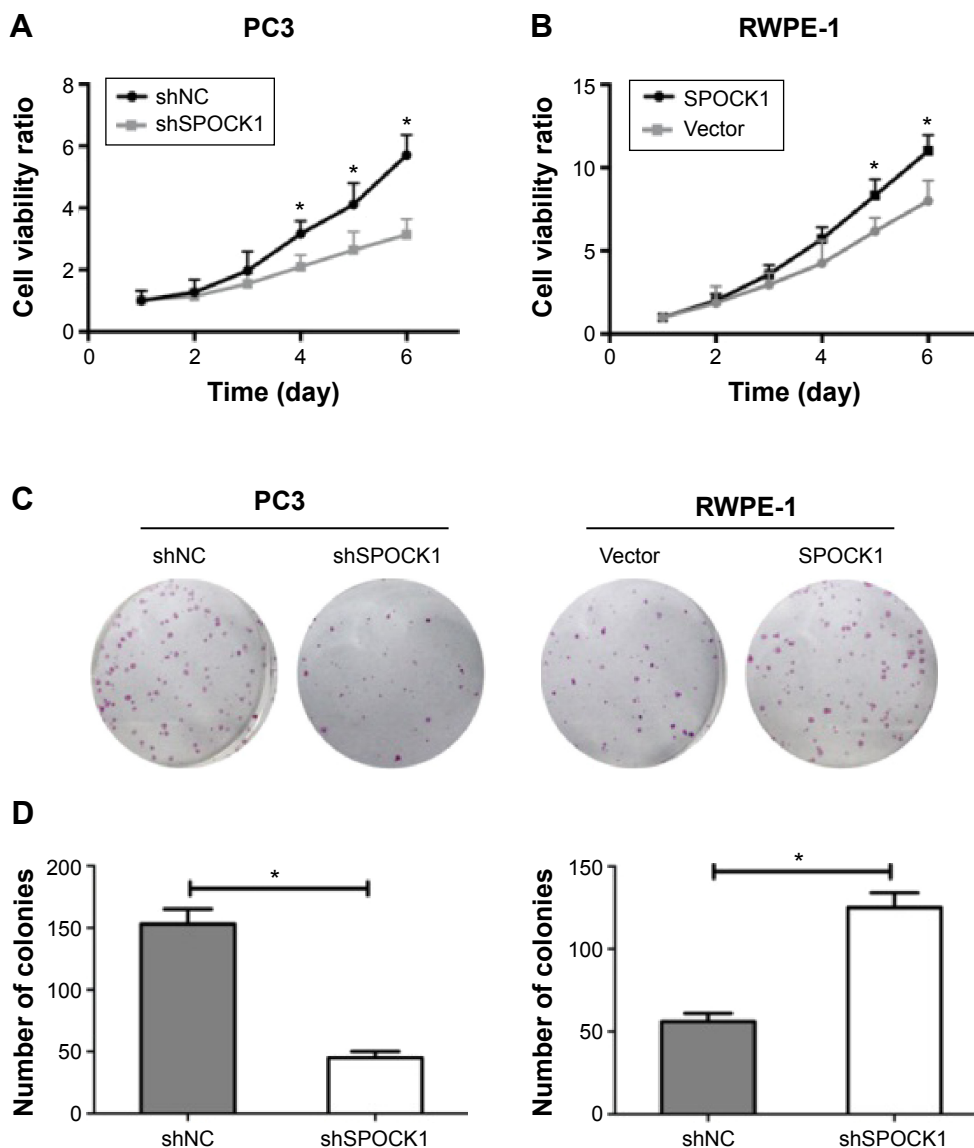 A
PC3
Cell viability ratio
8
6
4
2
0
shNC
shSPOCK1
*
*
*
0 2 4 6
Time (day)
B
RWPE-1
Cell viability ratio
15
10
5
0
SPOCK1
Vector
*
*
0 2 4 6
Time (day)
C
PC3
shNC shSPOCK1
RWPE-1
Vector SPOCK1
D
Number of colonies
200
150
100
50
0
*
shNC shSPOCK1
Number of colonies
150
100
50
0
*
shNC shSPOCK1